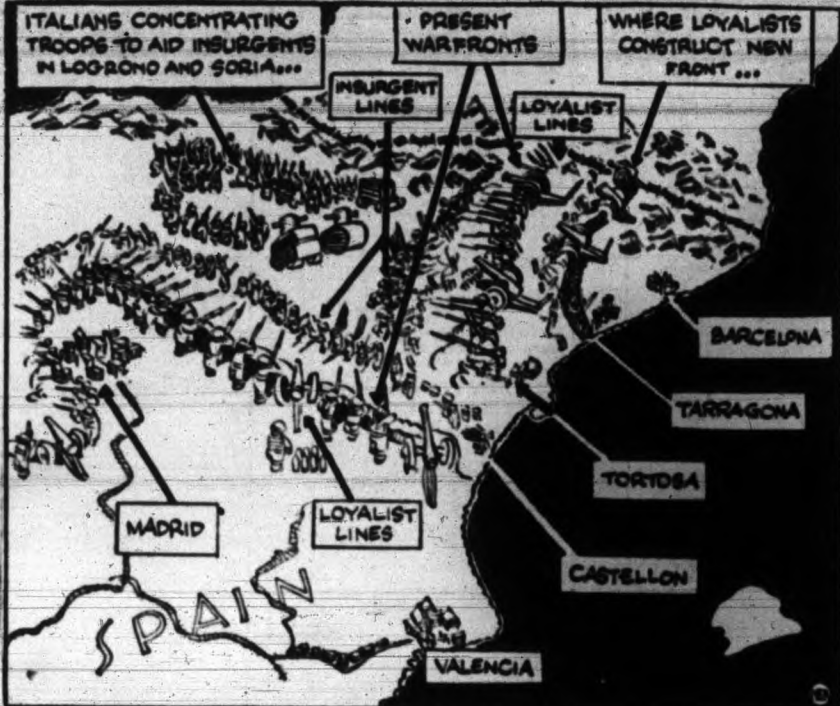 ITALIANS CONCENTRATING
TROOPS TO AID INSURGENTS
IN LOGRONO AND SORIA...
PRESENT
WARFRONTS
WHERE LOYALISTS
CONSTRUCT NEW
FRONT...
INSURGENT
LINES
LOYALIST
LINES
BARCELONA
TARRAGONA
TORTOSA
MADRID
LOYALIST
LINES
CASTELLON
SPAIN
VALENCIA